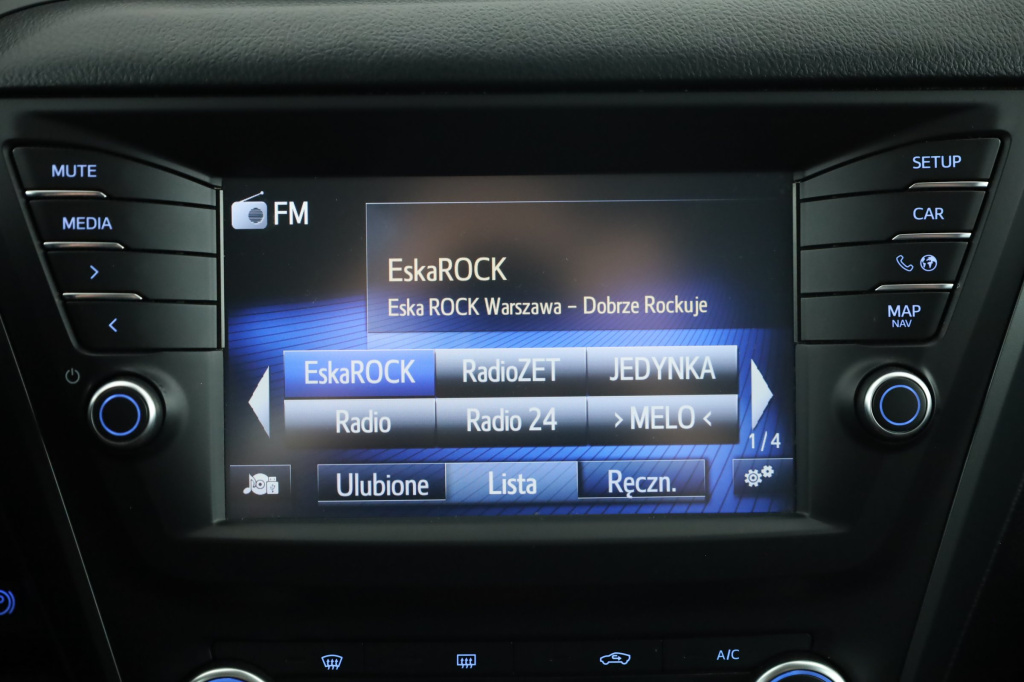 MUTE
MEDIA
>
<
FM
EskaROCK
Eska ROCK Warszawa – Dobrze Rockuje
EskaROCK RadioZET JEDYNKA
Radio Radio 24 > MELO <
1/4
Ulubione Lista Ręczn.
SETUP
CAR
MAP
NAV
A/C